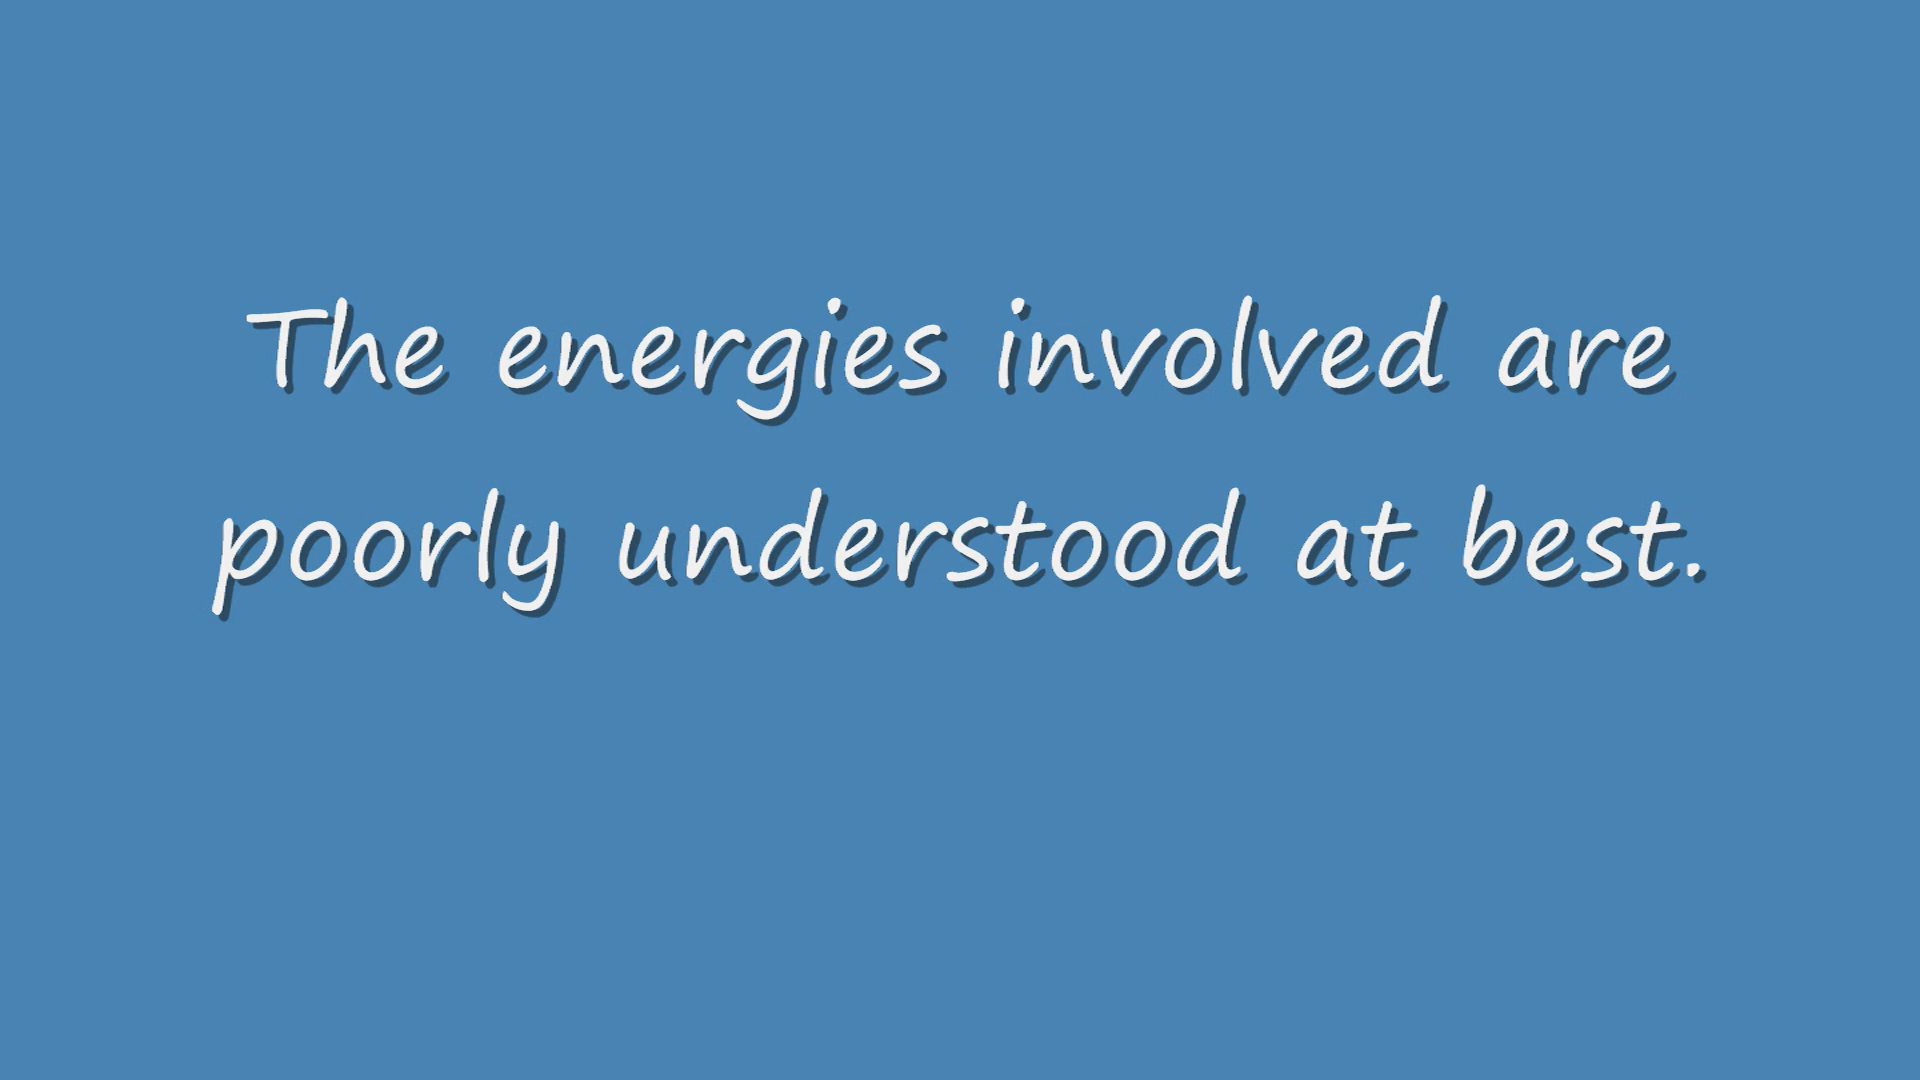 The energies involved are
poorly understood at best.